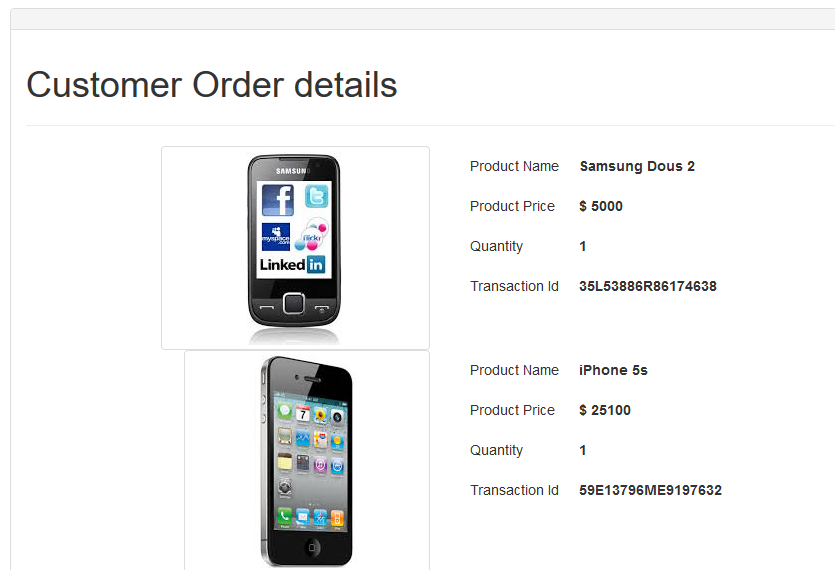 Customer Order details
SAMSUNG
f
t
myspace.com
flickr
Linked in
Product Name Samsung Dous 2
Product Price $ 5000
Quantity 1
Transaction Id 35L53886R86174638
7
Product Name iPhone 5s
Product Price $ 25100
Quantity 1
Transaction Id 59E13796ME9197632